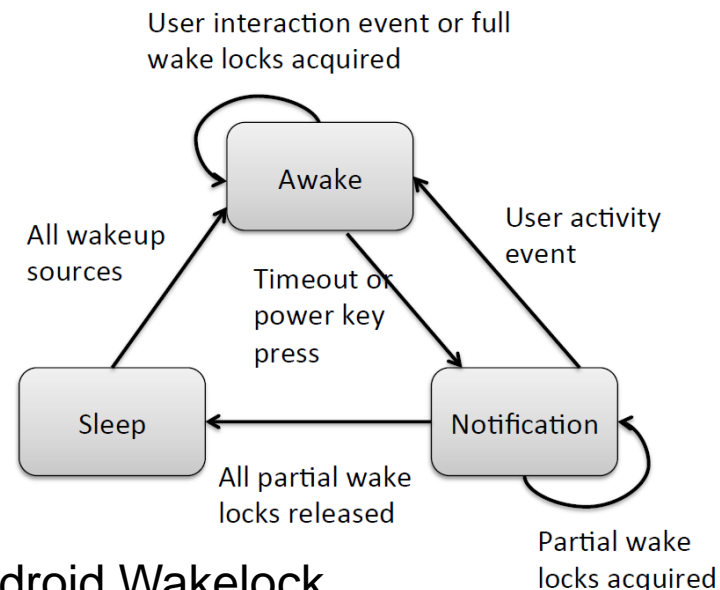 User interaction event or full
wake locks acquired
Awake
All wakeup
sources
User activity
event
Timeout or
power key
press
Sleep
Notification
All partial wake
locks released
Partial wake
locks acquired
Wakelock